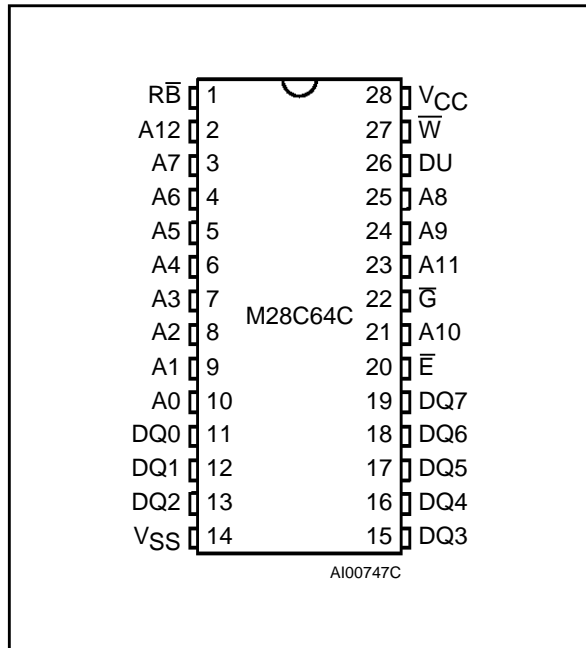 RB̅ 1 28 VCC
A12 2 27 W̅
A7 3 26 DU
A6 4 25 A8
A5 5 24 A9
A4 6 23 A11
A3 7 22 G̅
M28C64C
A2 8 21 A10
A1 9 20 E̅
A0 10 19 DQ7
DQ0 11 18 DQ6
DQ1 12 17 DQ5
DQ2 13 16 DQ4
VSS 14 15 DQ3
AI00747C